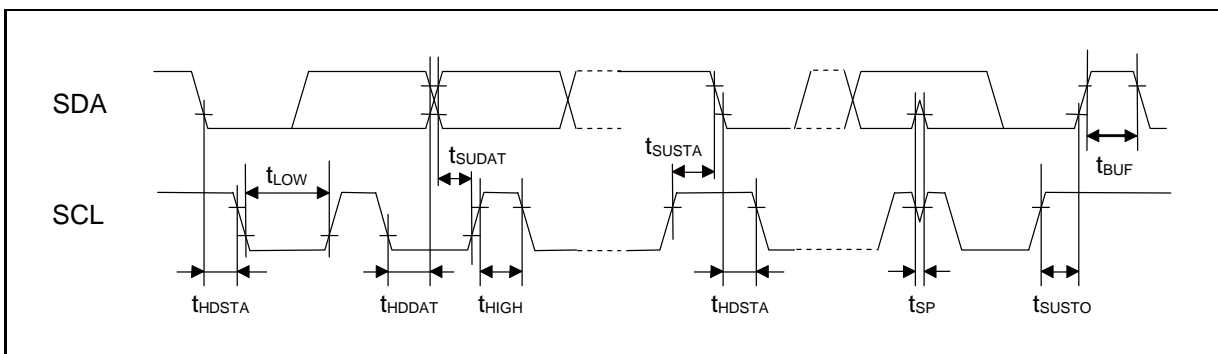 SDA
tSUDAT
tSUSTA
tBUF
tLOW
SCL
tHDSTA
tHDDAT
tHIGH
tHDSTA
tSP
tSUSTO